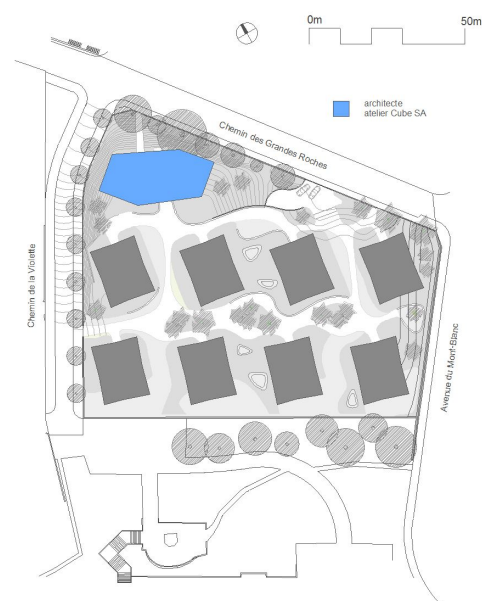 0m 50m
architecte
atelier Cube SA
Chemin des Grandes Roches
Chemin de la Violette
Avenue du Mont-Blanc